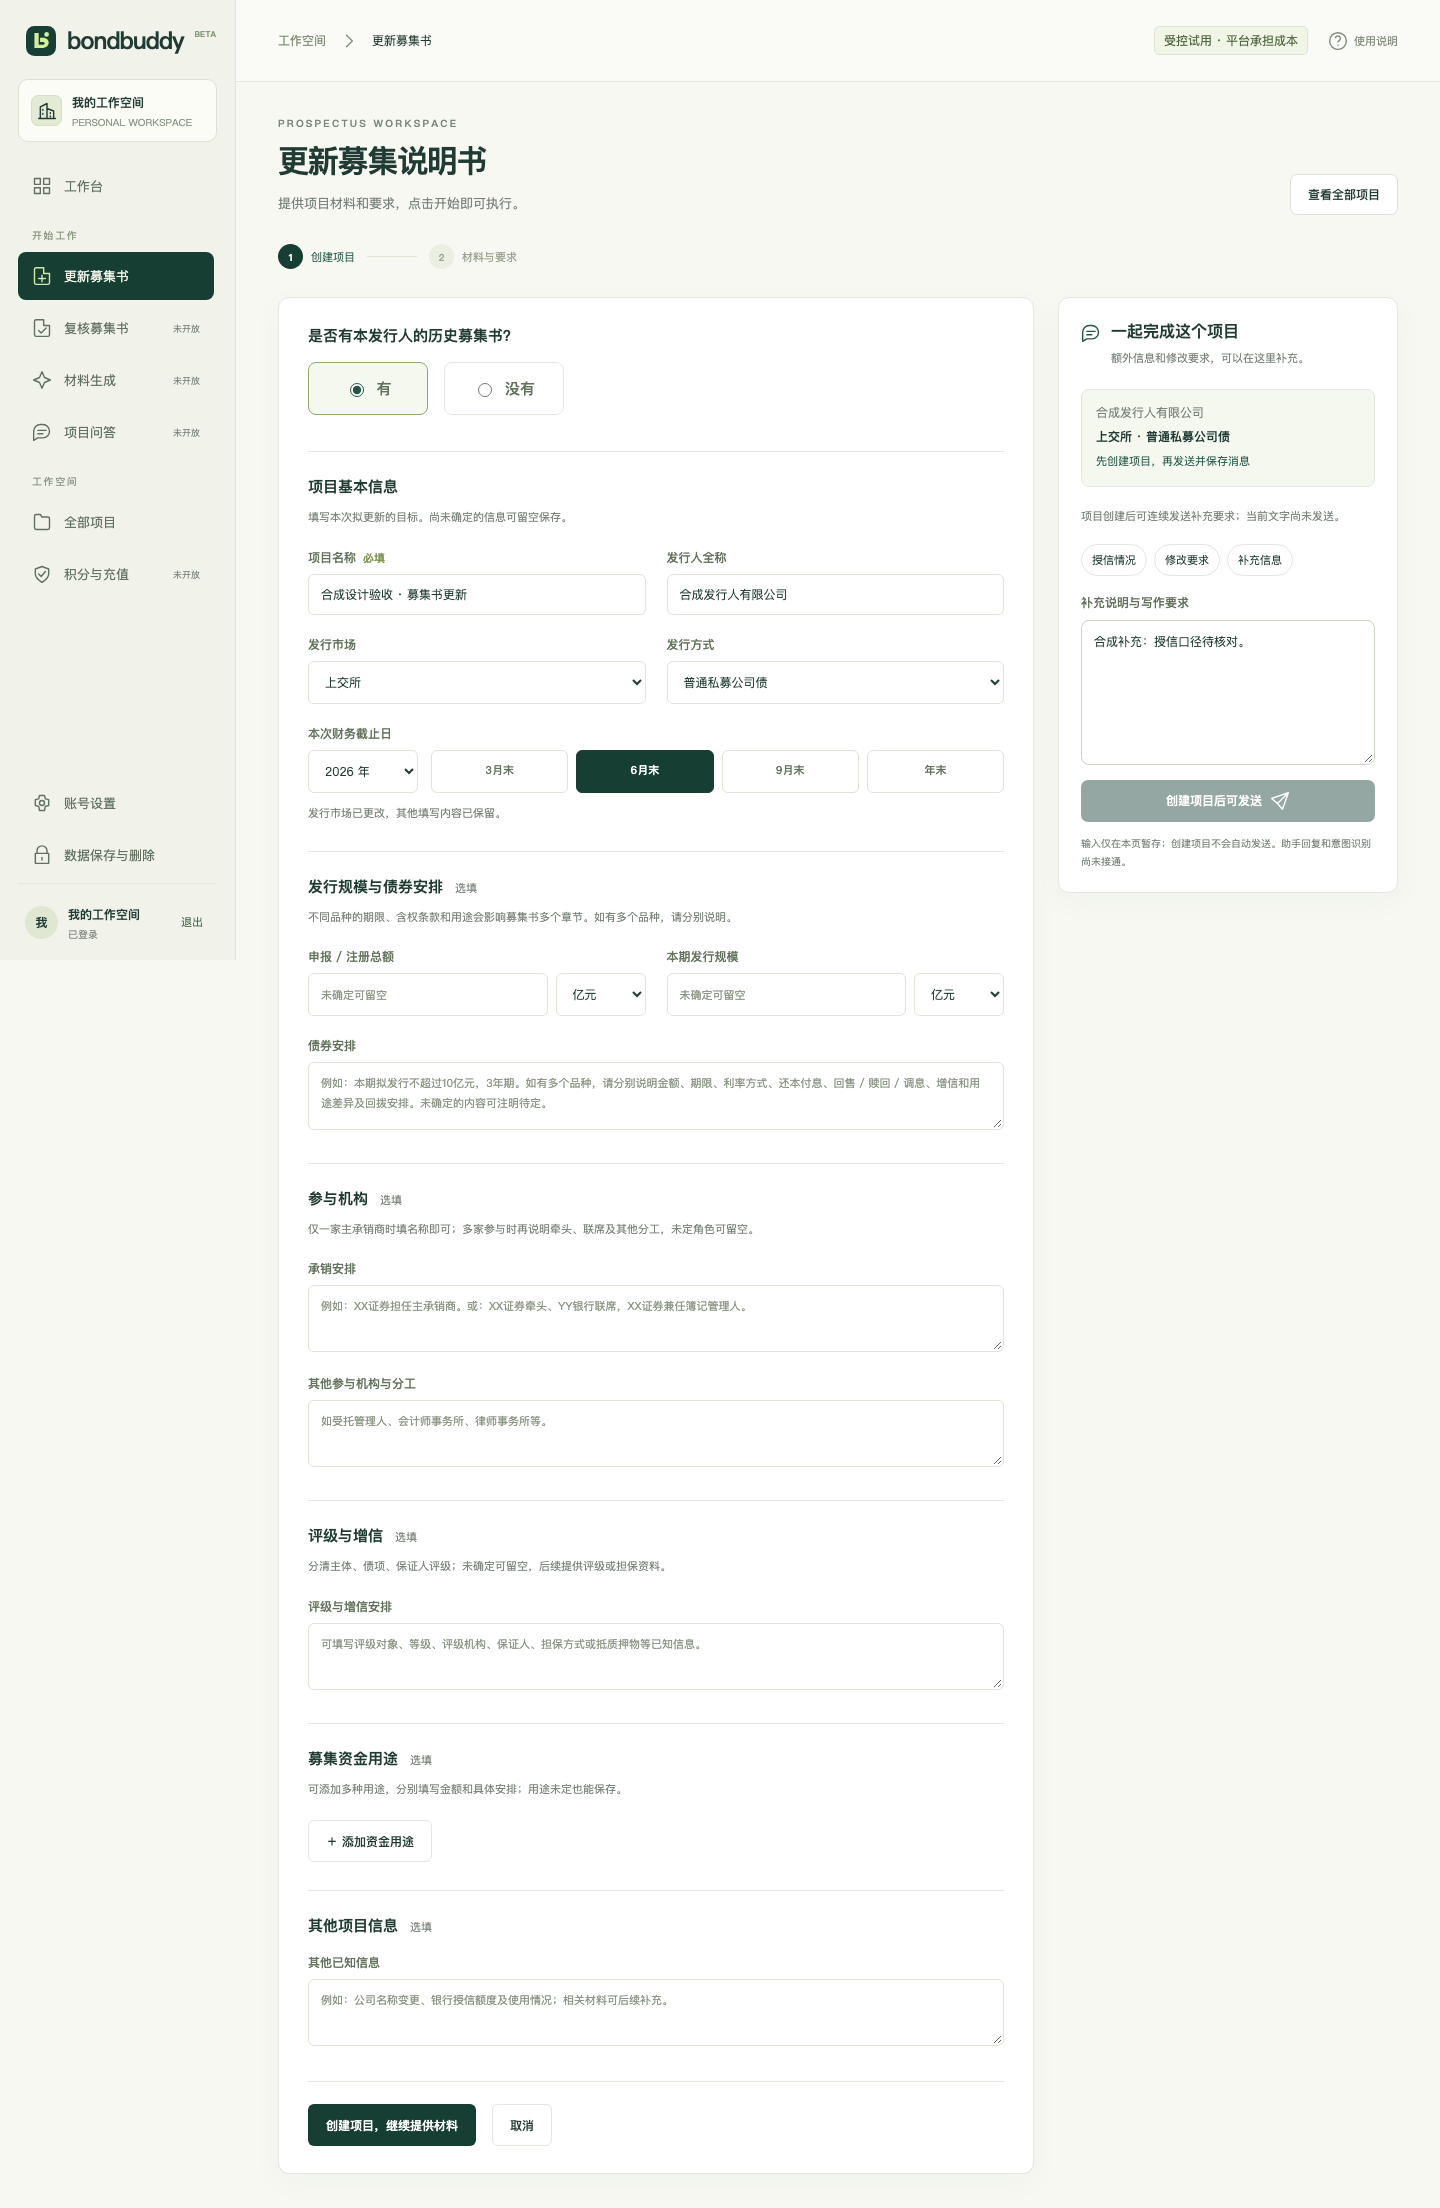 bondbuddy BETA
我的工作空间
PERSONAL WORKSPACE
工作台
开始工作
更新募集书
复核募集书 未开放
材料生成 未开放
项目问答 未开放
工作空间
全部项目
积分与充值 未开放
账号设置
数据保存与删除
我 我的工作空间
已登录
退出
工作空间 更新募集书
受控试用 · 平台承担成本
使用说明
PROSPECTUS WORKSPACE
更新募集说明书
提供项目材料和要求，点击开始即可执行。
查看全部项目
1 创建项目
2 材料与要求
是否有本发行人的历史募集书？
有
没有
项目基本信息
填写本次拟更新的目标。尚未确定的信息可留空保存。
项目名称 必填
发行人全称
合成设计验收 · 募集书更新
合成发行人有限公司
发行市场
发行方式
上交所
普通私募公司债
本次财务截止日
2026 年
3月末
6月末
9月末
年末
发行市场已更改，其他填写内容已保留。
发行规模与债券安排 选填
不同品种的期限、含权条款和用途会影响募集书多个章节。如有多个品种，请分别说明。
申报 / 注册总额
本期发行规模
未确定可留空
亿元
未确定可留空
亿元
债券安排
例如：本期拟发行不超过10亿元，3年期。如有多个品种，请分别说明金额、期限、利率方式、还本付息、回售 / 赎回 / 调息、增信和用
途差异及回拨安排。未确定的内容可注明待定。
参与机构 选填
仅一家主承销商时填名称即可；多家参与时再说明牵头、联席及其他分工，未定角色可留空。
承销安排
例如：XX证券担任主承销商。或：XX证券牵头、YY银行联席，XX证券兼任簿记管理人。
其他参与机构与分工
如受托管理人、会计师事务所、律师事务所等。
评级与增信 选填
分清主体、债项、保证人评级；未确定可留空，后续提供评级或担保资料。
评级与增信安排
可填写评级对象、等级、评级机构、保证人、担保方式或抵质押物等已知信息。
募集资金用途 选填
可添加多种用途，分别填写金额和具体安排；用途未定也能保存。
+ 添加资金用途
其他项目信息 选填
其他已知信息
例如：公司名称变更、银行授信额度及使用情况；相关材料可后续补充。
创建项目，继续提供材料
取消
一起完成这个项目
额外信息和修改要求，可以在这里补充。
合成发行人有限公司
上交所 · 普通私募公司债
先创建项目，再发送并保存消息
项目创建后可连续发送补充要求；当前文字尚未发送。
授信情况
修改要求
补充信息
补充说明与写作要求
合成补充：授信口径待核对。
创建项目后可发送
输入仅在本页暂存；创建项目不会自动发送。助手回复和意图识别
尚未接通。